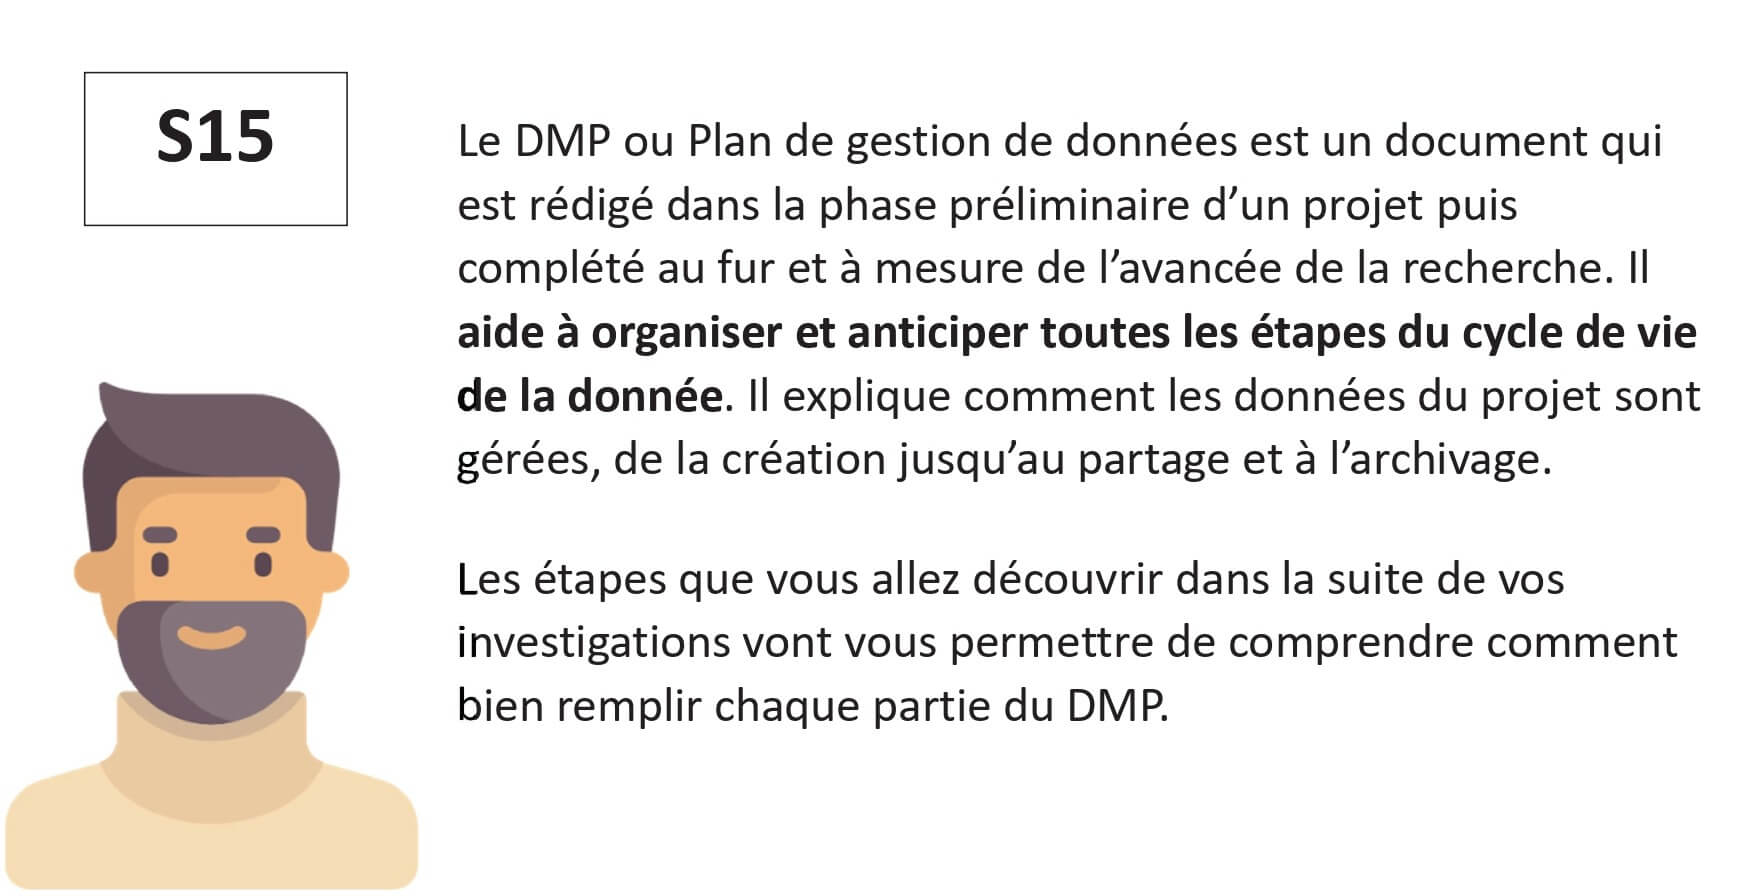 S15
Le DMP ou Plan de gestion de données est un document qui
est rédigé dans la phase préliminaire d’un projet puis
complété au fur et à mesure de l’avancée de la recherche. Il
aide à organiser et anticiper toutes les étapes du cycle de vie
de la donnée. Il explique comment les données du projet sont
gérées, de la création jusqu’au partage et à l’archivage.
Les étapes que vous allez découvrir dans la suite de vos
investigations vont vous permettre de comprendre comment
bien remplir chaque partie du DMP.